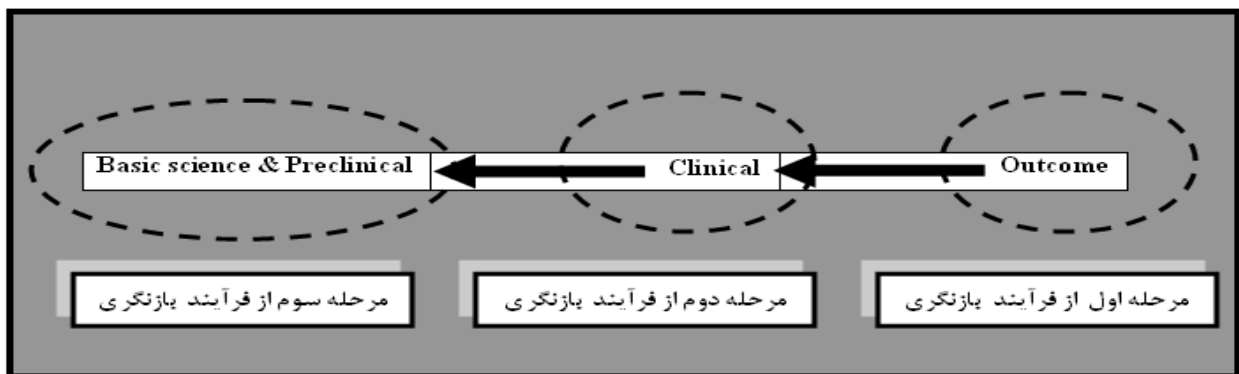 Basic science & Preclinical Clinical Outcome
مرحله اول از فرآیند بازنگری
مرحله دوم از فرآیند بازنگری
مرحله سوم از فرآیند بازنگری